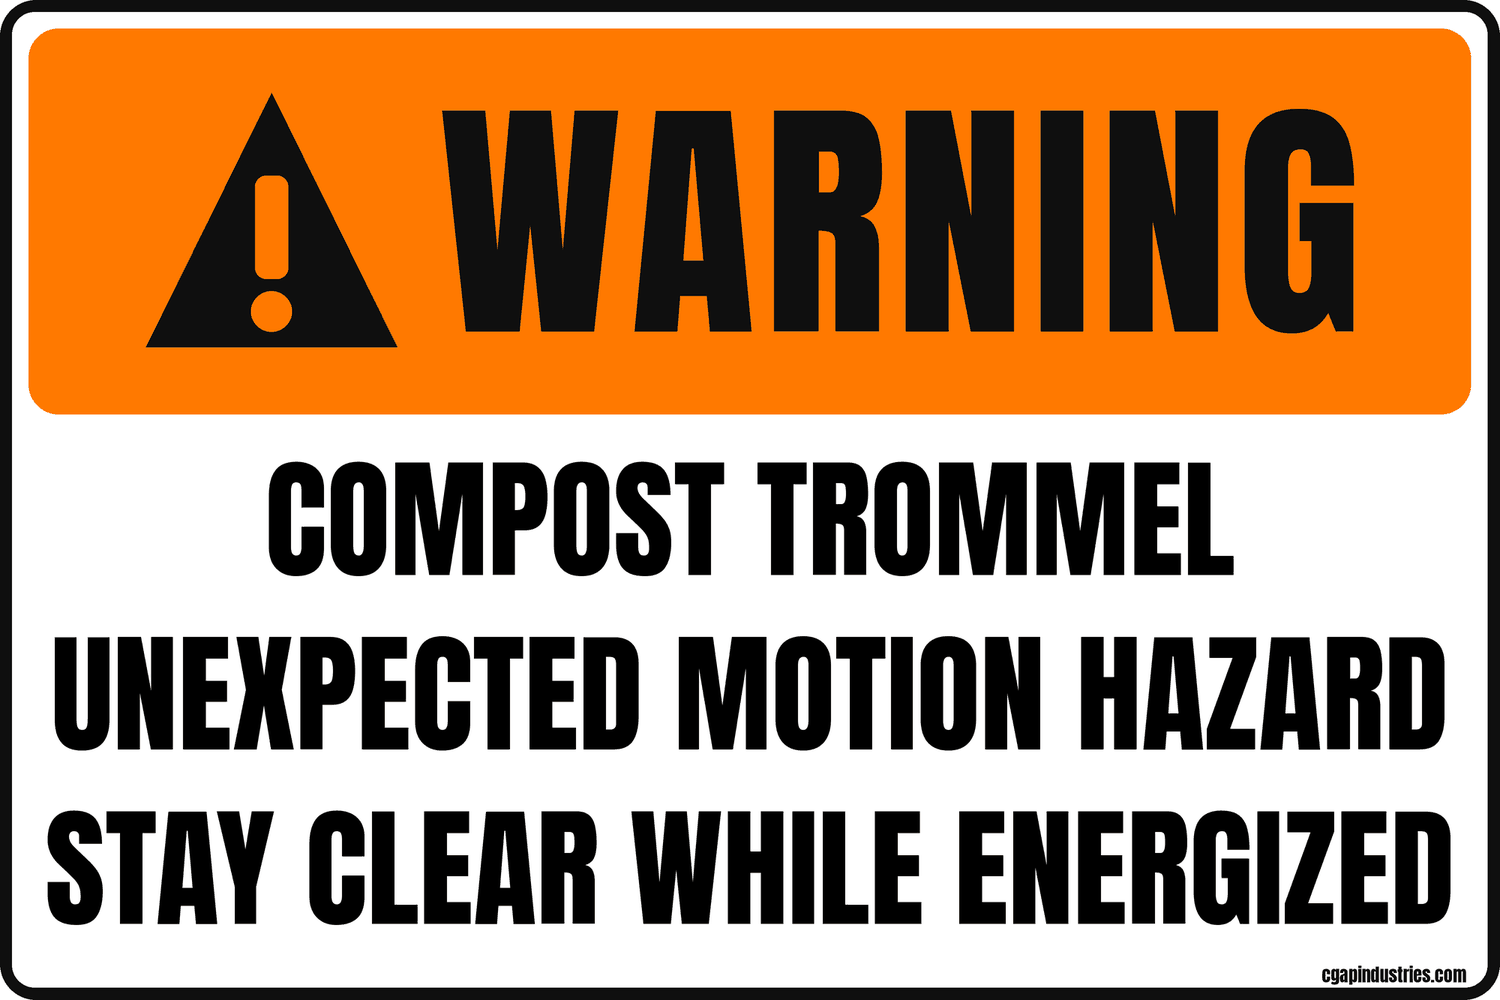 WARNING
COMPOST TROMMEL
UNEXPECTED MOTION HAZARD
STAY CLEAR WHILE ENERGIZED
cgapindustries.com